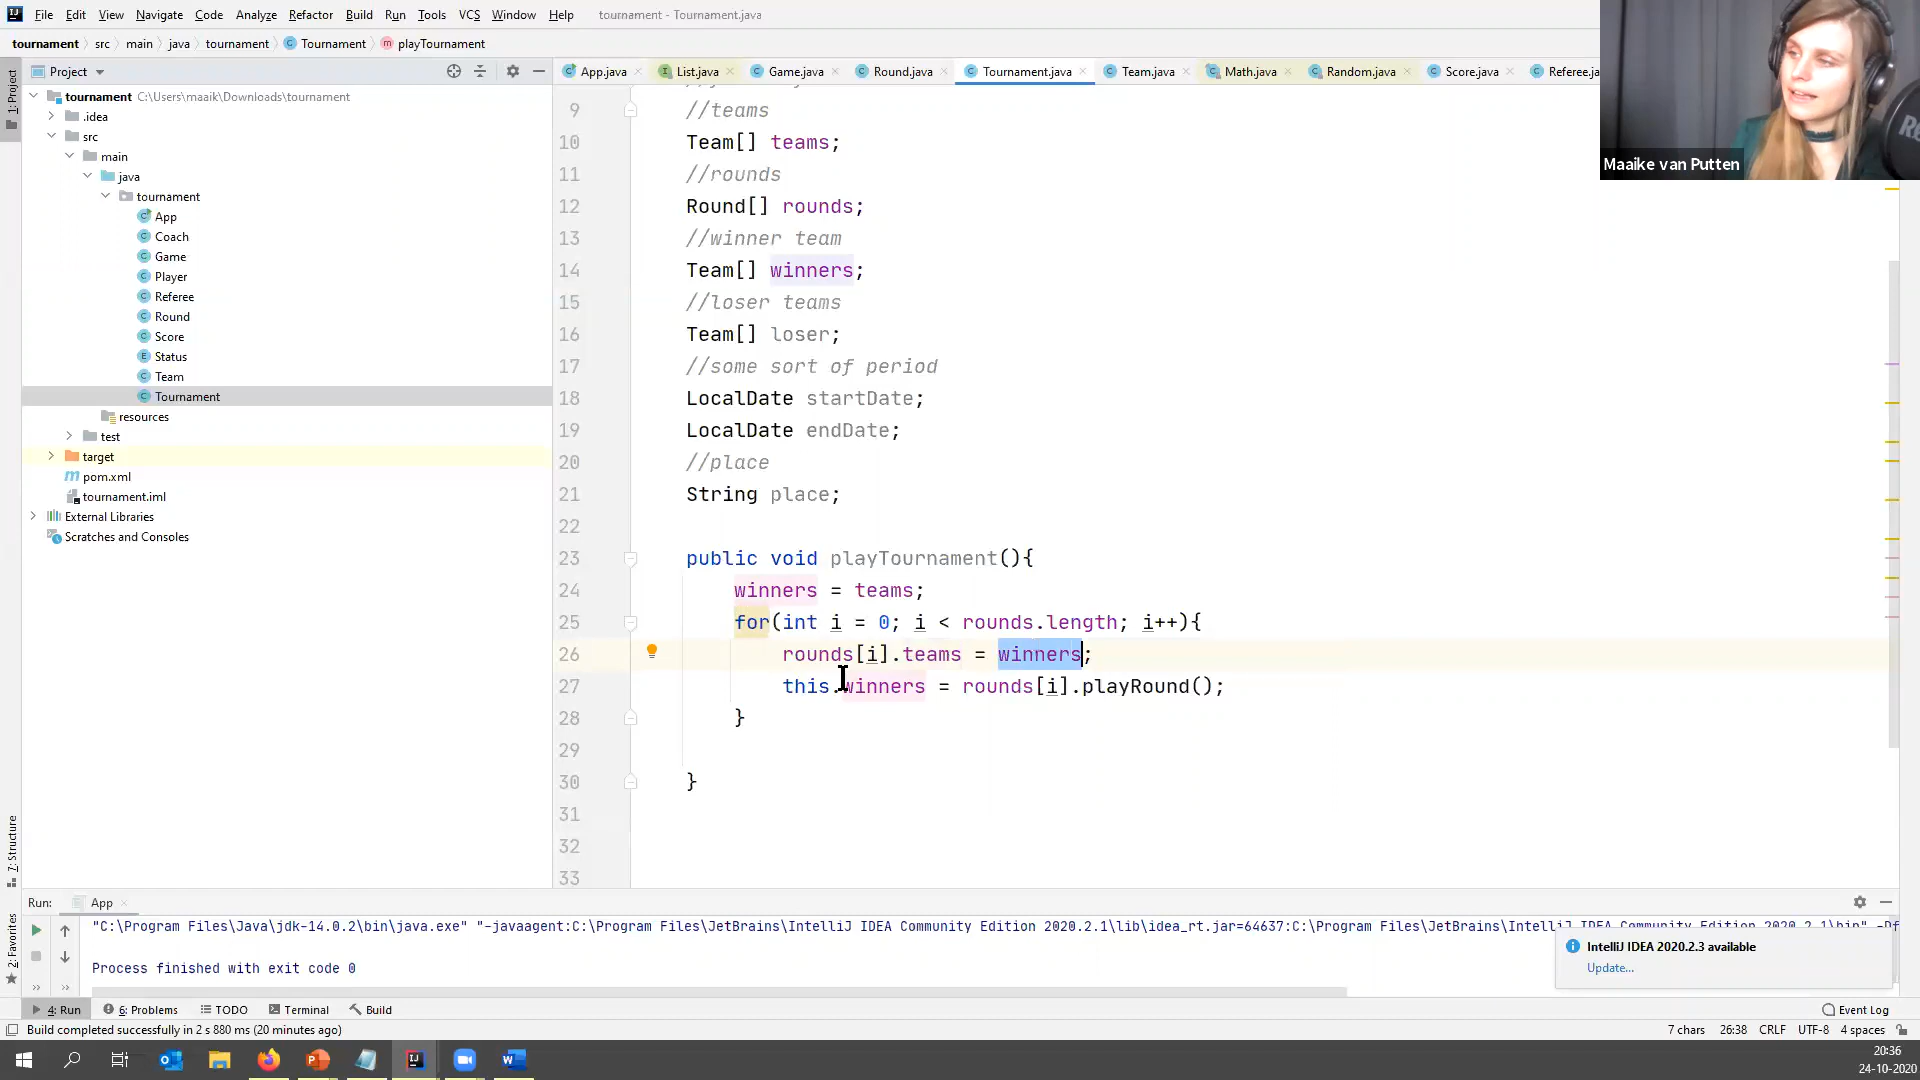 File Edit View Navigate Code Analyze Refactor Build Run Tools VCS Window Help tournament - Tournament.java
tournament src main java tournament Tournament playTournament
Project
App.java List.java Game.java Round.java Tournament.java Team.java Math.java Random.java Score.java Referee.ja
1: Project
tournament C:\Users\maaik\Downloads\tournament
.idea
src
main
java
tournament
App
Coach
Game
Player
Referee
Round
Score
Status
Team
Tournament
resources
test
target
pom.xml
tournament.iml
External Libraries
Scratches and Consoles
9 //teams
10 Team[] teams;
11 //rounds
12 Round[] rounds;
13 //winner team
14 Team[] winners;
15 //loser teams
16 Team[] loser;
17 //some sort of period
18 LocalDate startDate;
19 LocalDate endDate;
20 //place
21 String place;
22
23 public void playTournament(){
24 winners = teams;
25 for(int i = 0; i < rounds.length; i++){
26 rounds[i].teams = winners;
27 this.winners = rounds[i].playRound();
28 }
29
30 }
31
32
33
Maaike van Putten
7: Structure
2: Favorites
Run: App
"C:\Program Files\Java\jdk-14.0.2\bin\java.exe" "-javaagent:C:\Program Files\JetBrains\IntelliJ IDEA Community Edition 2020.2.1\lib\idea_rt.jar=64637:C:\Program Files\JetBrains\IntelliJ IDEA Community Edition 2020.2.1\bin" -Df
Process finished with exit code 0
IntelliJ IDEA 2020.2.3 available
Update...
4: Run 6: Problems TODO Terminal Build Event Log
Build completed successfully in 2 s 880 ms (20 minutes ago) 7 chars 26:38 CRLF UTF-8 4 spaces
20:36
24-10-2020